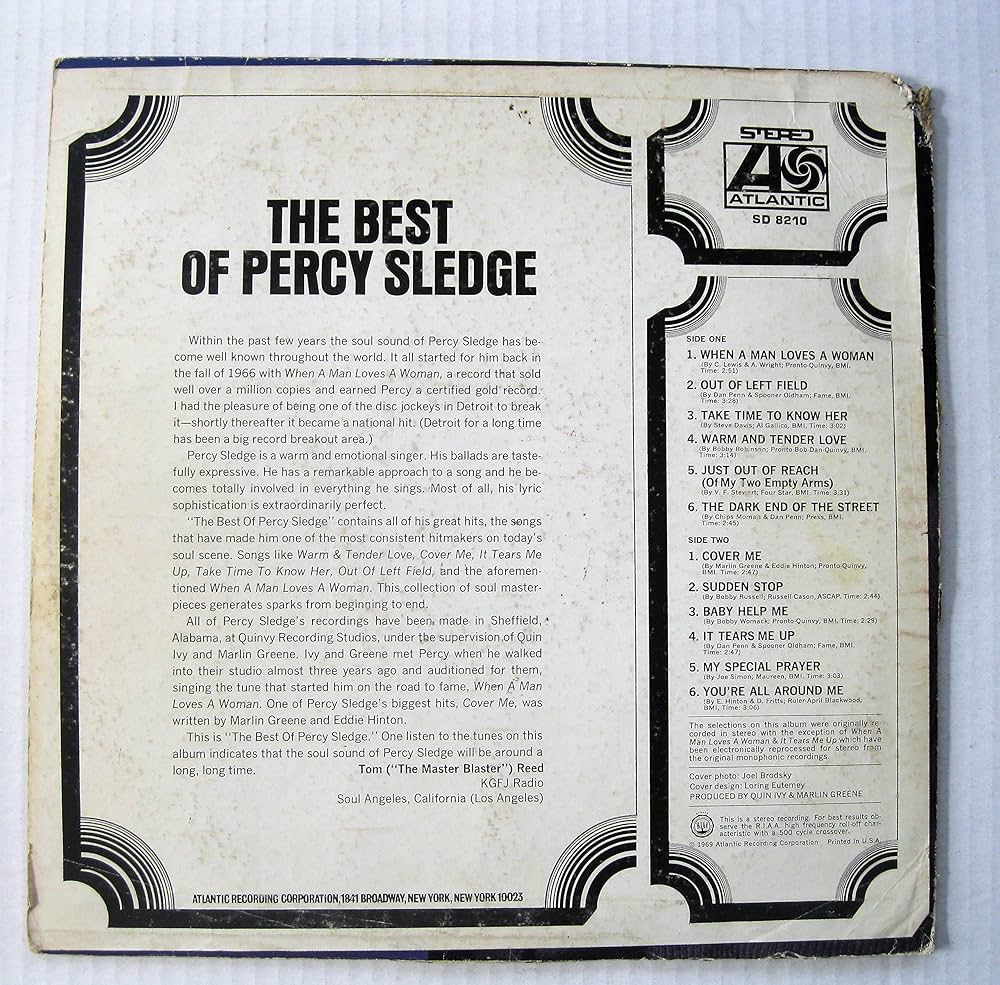 THE BEST
OF PERCY SLEDGE
Within the past few years the soul sound of Percy Sledge has be-
come well known throughout the world. It all started for him back in
the fall of 1966 with When A Man Loves A Woman, a record that sold
well over a million copies and earned Percy a certified gold record.
I had the pleasure of being one of the disc jockeys in Detroit to break
it—shortly thereafter it became a national hit. (Detroit for a long time
has been a big record breakout area.)
Percy Sledge is a warm and emotional singer. His ballads are taste-
fully expressive. He has a remarkable approach to a song and he be-
comes totally involved in everything he sings. Most of all, his lyric
sophistication is extraordinarily perfect.
"The Best Of Percy Sledge" contains all of his great hits, the songs
that have made him one of the most consistent hitmakers on today's
soul scene. Songs like Warm & Tender Love, Cover Me, It Tears Me
Up, Take Time To Know Her, Out Of Left Field, and the aforemen-
tioned When A Man Loves A Woman. This collection of soul master-
pieces generates sparks from beginning to end.
All of Percy Sledge's recordings have been made in Sheffield,
Alabama, at Quinvy Recording Studios, under the supervision of Quin
Ivy and Marlin Greene. Ivy and Greene met Percy when he walked
into their studio almost three years ago and auditioned for them,
singing the tune that started him on the road to fame, When A Man
Loves A Woman. One of Percy Sledge's biggest hits, Cover Me, was
written by Marlin Greene and Eddie Hinton.
This is "The Best Of Percy Sledge." One listen to the tunes on this
album indicates that the soul sound of Percy Sledge will be around a
long, long time. Tom ("The Master Blaster") Reed
KGFJ Radio
Soul Angeles, California (Los Angeles)
ATLANTIC RECORDING CORPORATION, 1841 BROADWAY, NEW YORK, NEW YORK 10023
STEREO
ATLANTIC
SD 8210
SIDE ONE
1. WHEN A MAN LOVES A WOMAN
(By C. Lewis & A. Wright; Pronto-Quinvy, BMI.
Time: 2:51)
2. OUT OF LEFT FIELD
(By Dan Penn & Spooner Oldham; Fame, BMI.
Time: 3:28)
3. TAKE TIME TO KNOW HER
(By Steve Davis; Al Gallico, BMI. Time: 3:02)
4. WARM AND TENDER LOVE
(By Bobby Robinson; Pronto-Bob-Dan-Quinvy, BMI.
Time: 3:14)
5. JUST OUT OF REACH
(Of My Two Empty Arms)
(By V. F. Stewart; Four Star, BMI. Time: 3:31)
6. THE DARK END OF THE STREET
(By Chips Moman & Dan Penn; Press, BMI.
Time: 2:45)
SIDE TWO
1. COVER ME
(By Marlin Greene & Eddie Hinton; Pronto-Quinvy,
BMI. Time: 2:47)
2. SUDDEN STOP
(By Bobby Russell; Russell Cason, ASCAP. Time: 2:44)
3. BABY HELP ME
(By Bobby Womack; Pronto-Quinvy, BMI. Time: 2:29)
4. IT TEARS ME UP
(By Dan Penn & Spooner Oldham; Fame, BMI.
Time: 2:47)
5. MY SPECIAL PRAYER
(By Joe Simon; Maureen, BMI. Time: 3:03)
6. YOU'RE ALL AROUND ME
(By E. Hinton & D. Fritts; Ruler-April Blackwood,
BMI. Time: 3:06)
The selections on this album were originally re-
corded in stereo with the exception of When A
Man Loves A Woman & It Tears Me Up which have
been electronically reprocessed for stereo from
the original monophonic recordings.
Cover photo: Joel Brodsky
Cover design: Loring Eutemey
PRODUCED BY QUIN IVY & MARLIN GREENE
This is a stereo recording. For best results ob-
serve the R.I.A.A. high frequency roll-off char-
acteristic with a 500 cycle crossover.
© 1969 Atlantic Recording Corporation Printed in U.S.A.